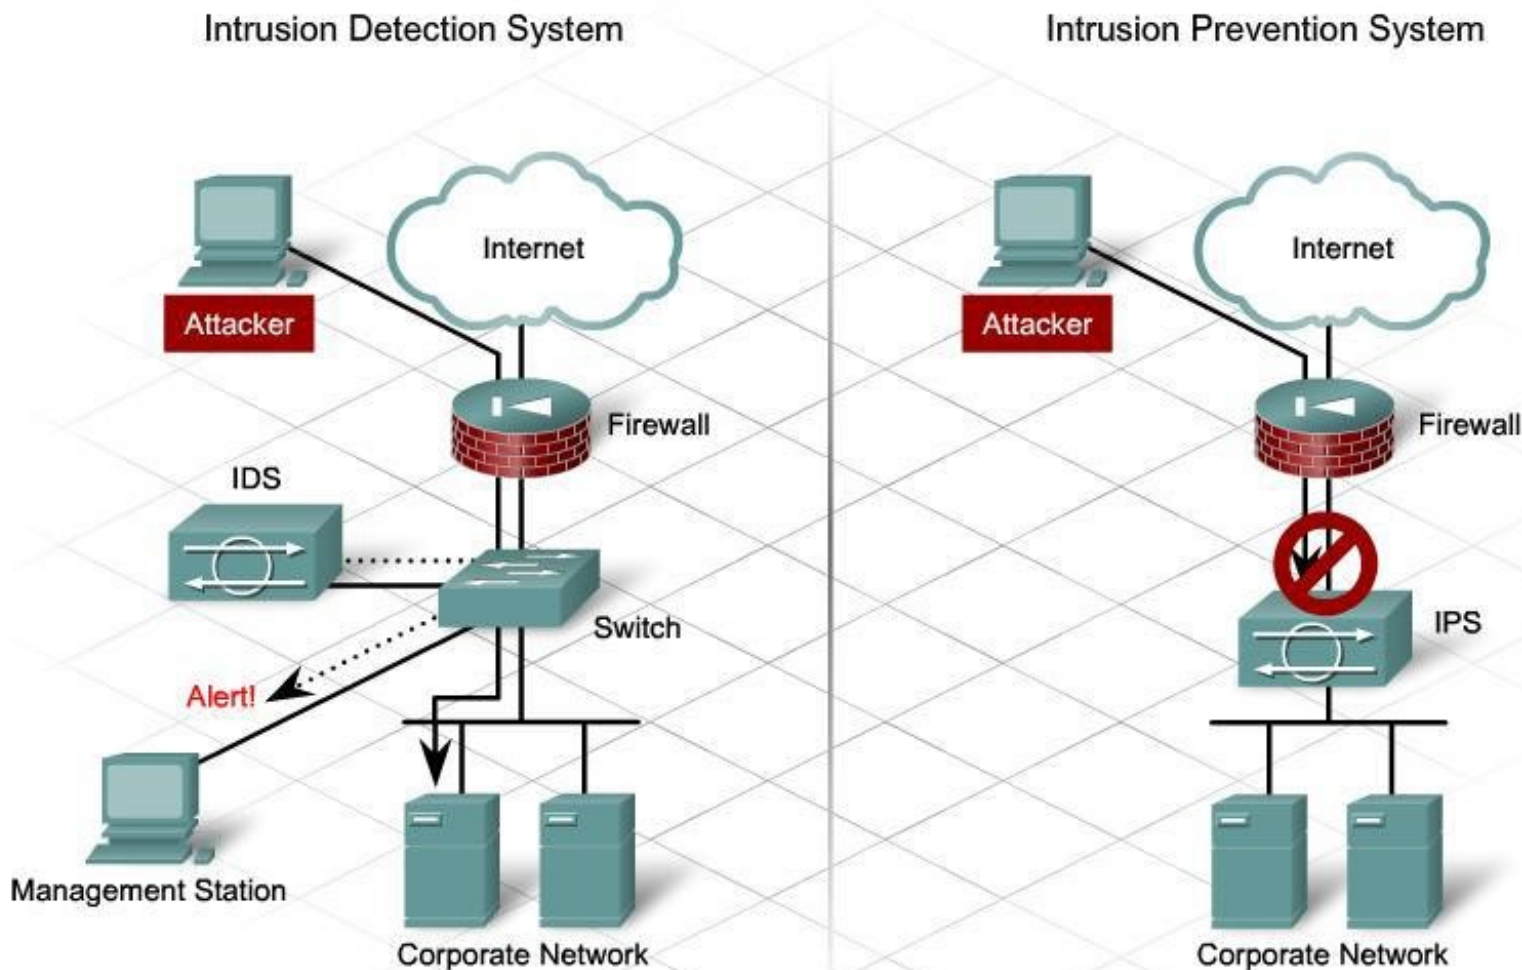 Intrusion Detection System
Internet
Attacker
Firewall
IDS
Switch
Alert!
Management Station
Corporate Network
Intrusion Prevention System
Internet
Attacker
Firewall
IPS
Corporate Network